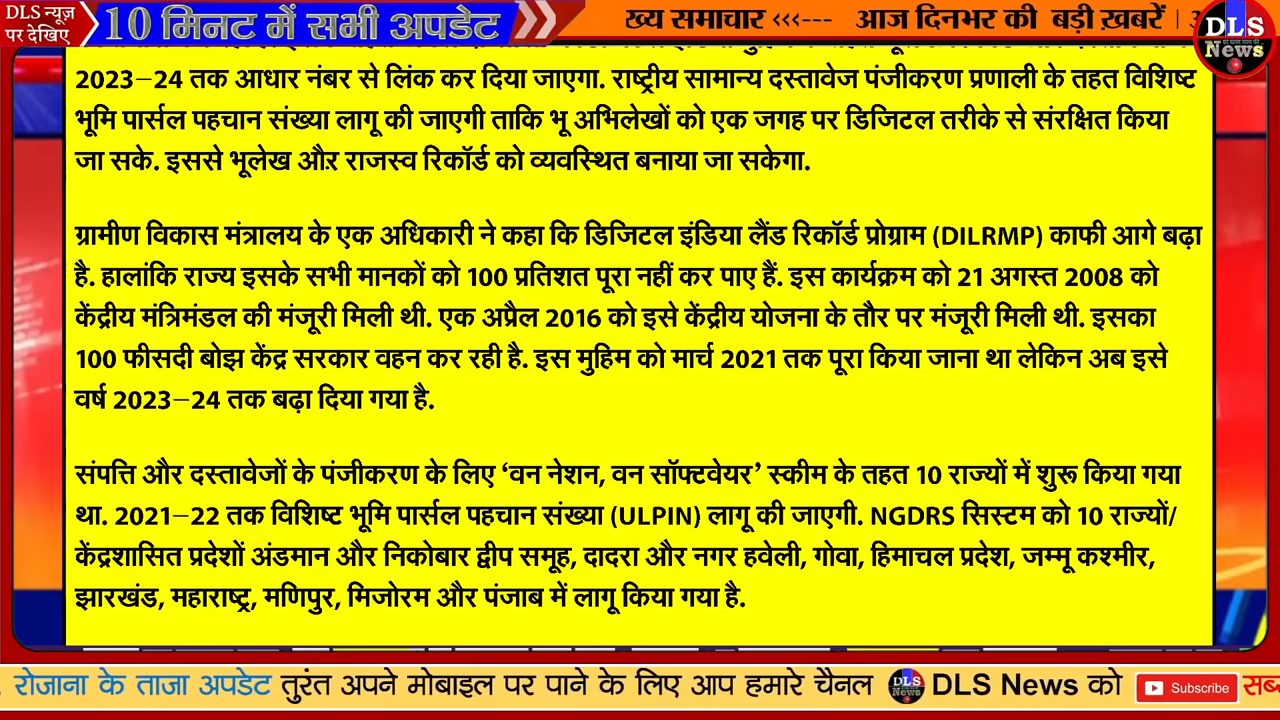 DLS न्यूज़
पर देखिए
10 मिनट में सभी अपडेट
ख्य समाचार <<<--- आज दिनभर की बड़ी ख़बरें |
DLS
News
2023–24 तक आधार नंबर से लिंक कर दिया जाएगा. राष्ट्रीय सामान्य दस्तावेज पंजीकरण प्रणाली के तहत विशिष्ट
भूमि पार्सल पहचान संख्या लागू की जाएगी ताकि भू अभिलेखों को एक जगह पर डिजिटल तरीके से संरक्षित किया
जा सके. इससे भूलेख औऱ राजस्व रिकॉर्ड को व्यवस्थित बनाया जा सकेगा.
ग्रामीण विकास मंत्रालय के एक अधिकारी ने कहा कि डिजिटल इंडिया लैंड रिकॉर्ड प्रोग्राम (DILRMP) काफी आगे बढ़ा
है. हालांकि राज्य इसके सभी मानकों को 100 प्रतिशत पूरा नहीं कर पाए हैं. इस कार्यक्रम को 21 अगस्त 2008 को
केंद्रीय मंत्रिमंडल की मंजूरी मिली थी. एक अप्रैल 2016 को इसे केंद्रीय योजना के तौर पर मंजूरी मिली थी. इसका
100 फीसदी बोझ केंद्र सरकार वहन कर रही है. इस मुहिम को मार्च 2021 तक पूरा किया जाना था लेकिन अब इसे
वर्ष 2023–24 तक बढ़ा दिया गया है.
संपत्ति और दस्तावेजों के पंजीकरण के लिए ‘वन नेशन, वन सॉफ्टवेयर’ स्कीम के तहत 10 राज्यों में शुरू किया गया
था. 2021–22 तक विशिष्ट भूमि पार्सल पहचान संख्या (ULPIN) लागू की जाएगी. NGDRS सिस्टम को 10 राज्यों/
केंद्रशासित प्रदेशों अंडमान और निकोबार द्वीप समूह, दादरा और नगर हवेली, गोवा, हिमाचल प्रदेश, जम्मू कश्मीर,
झारखंड, महाराष्ट्र, मणिपुर, मिजोरम और पंजाब में लागू किया गया है.
रोजाना के ताजा अपडेट तुरंत अपने मोबाइल पर पाने के लिए आप हमारे चैनल DLS News DLS News को Subscribe सब्स